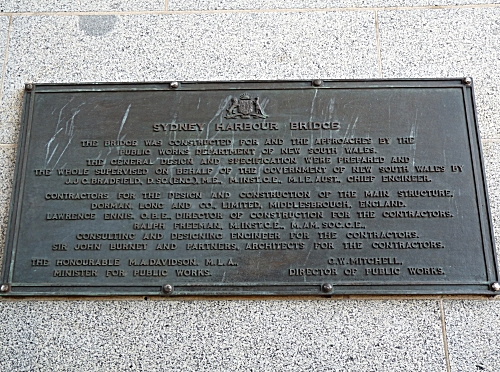 SYDNEY HARBOUR BRIDGE
THE BRIDGE WAS CONSTRUCTED FOR AND THE APPROACHES BY THE
PUBLIC WORKS DEPARTMENT OF NEW SOUTH WALES.
THE GENERAL DESIGN AND SPECIFICATION WERE PREPARED AND
THE WHOLE SUPERVISED ON BEHALF OF THE GOVERNMENT OF NEW SOUTH WALES BY
J.J.C.BRADFIELD, D.SC.(ENG.), M.E., M.INST.C.E., M.I.E.AUST., CHIEF ENGINEER.
CONTRACTORS FOR THE DESIGN AND CONSTRUCTION OF THE MAIN STRUCTURE,
DORMAN, LONG AND CO., LIMITED, MIDDLESBROUGH, ENGLAND.
LAWRENCE ENNIS, O.B.E., DIRECTOR OF CONSTRUCTION FOR THE CONTRACTORS.
RALPH FREEMAN, M.INST.C.E., M.AM.SOC.C.E.,
CONSULTING AND DESIGNING ENGINEER FOR THE CONTRACTORS.
SIR JOHN BURNET AND PARTNERS, ARCHITECTS FOR THE CONTRACTORS.
THE HONOURABLE M.A.DAVIDSON, M.L.A., G.W.MITCHELL,
MINISTER FOR PUBLIC WORKS. DIRECTOR OF PUBLIC WORKS.